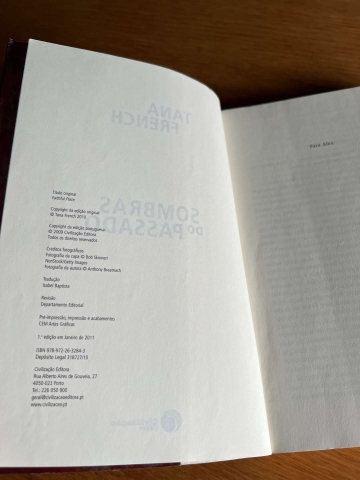 Título original
Faithful Place
Copyright da edição original
© Tana French 2010
Copyright da edição portuguesa
© 2009 Civilização Editora
Todos os direitos reservados
Créditos fotográficos:
Fotografia da capa © Bob Skinner/
NonStock/Getty Images
Fotografia da autora © Anthony Breatnach
Tradução
Isabel Baptista
Revisão
Departamento Editorial
Pré-impressão, impressão e acabamento:
CEM Artes Gráficas
1.ª edição em Janeiro de 2011
ISBN 978-972-26-3284-3
Depósito Legal 318727/10
Civilização Editora
Rua Alberto Aires de Gouveia, 27
4050-023 Porto
Tel.: 226 050 900
geral@civilizacaoeditora.pt
www.civilizacao.pt
TANA
FRENCH
SOMBRAS
DO PASSADO
Para Alex